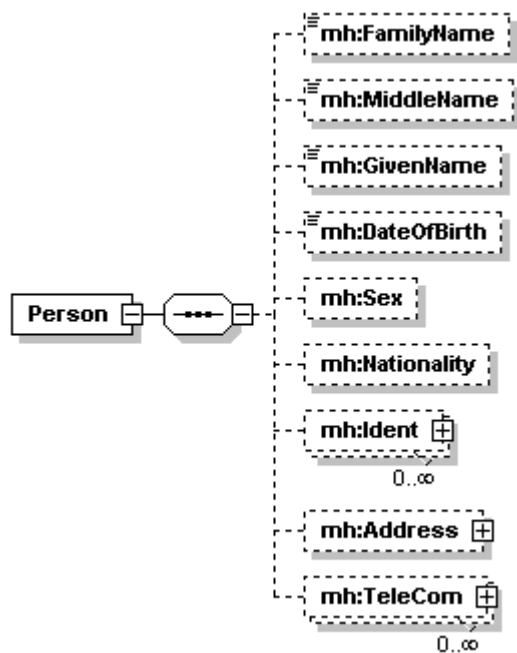 mh:FamilyName
mh:MiddleName
mh:GivenName
mh:DateOfBirth
mh:Sex
Person
mh:Nationality
mh:Ident
0..∞
mh:Address
mh:TeleCom
0..∞